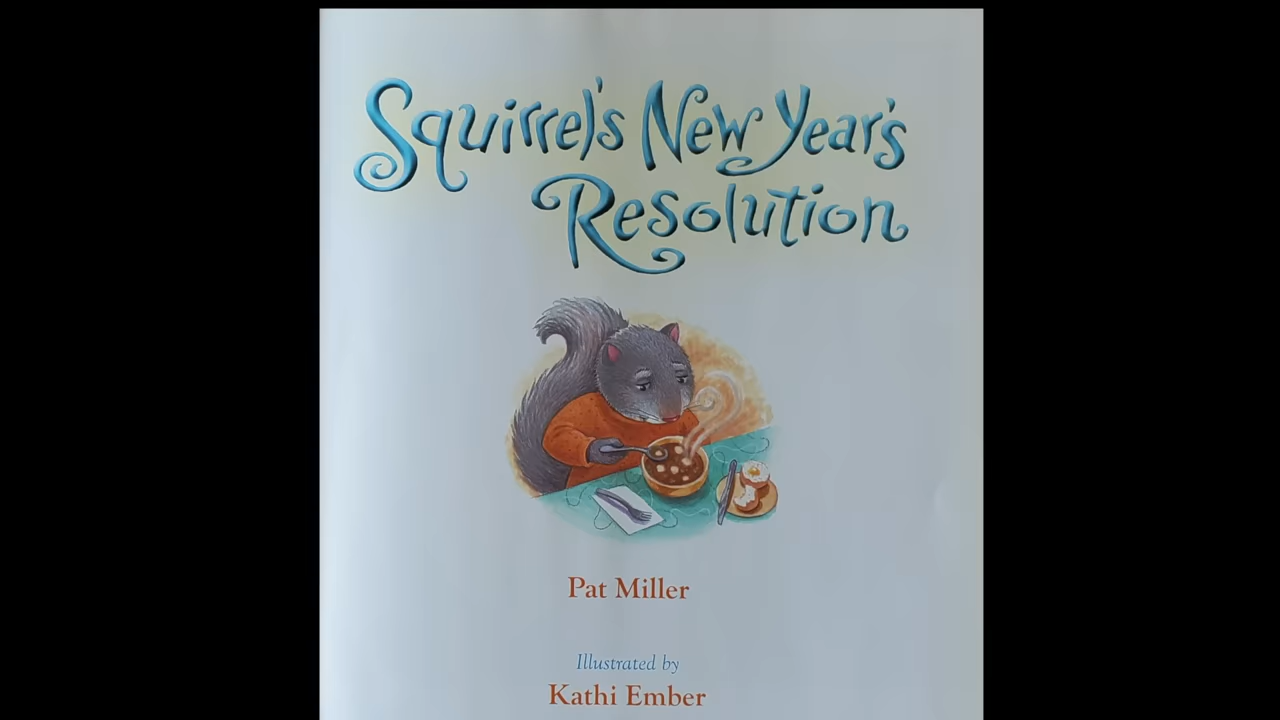 Squirrel's New Year's
Resolution
Pat Miller
Illustrated by
Kathi Ember